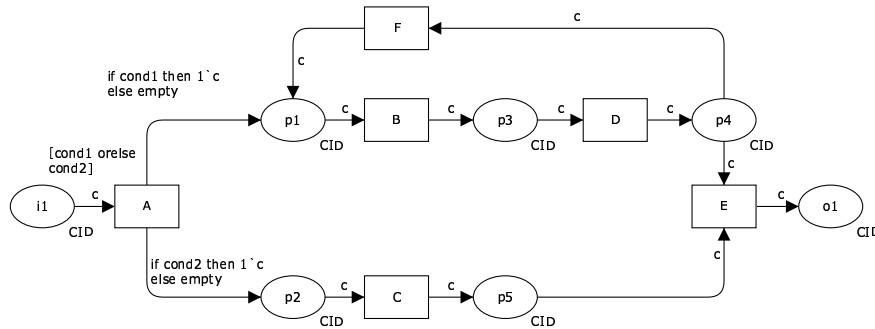 c
F
c
if cond1 then 1`c
else empty
p1
c
B
c
p3
c
D
c
p4
CID
CID
CID
c
[cond1 orelse
cond2]
i1
c
A
E
c
o1
CID
CID
if cond2 then 1`c
else empty
c
p2
c
C
c
p5
CID
CID